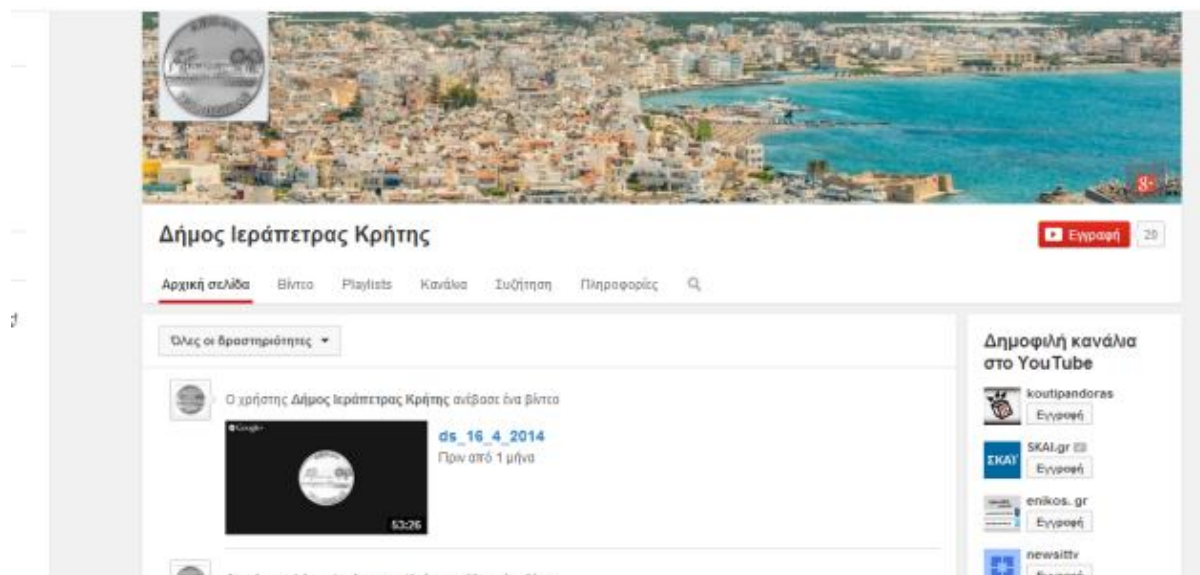 Δήμος Ιεράπετρας Κρήτης
Εγγραφή
Αρχική σελίδα Βίντεο Playlists Κανάλια Συζήτηση Πληροφορίες
Όλες οι δραστηριότητες
Ο χρήστης Δήμος Ιεράπετρας Κρήτης ανέβασε ένα βίντεο
Google+
ds_16_4_2014
Πριν από 1 μήνα
53:26
Δημοφιλή κανάλια
στο YouTube
koutipandoras
Εγγραφή
ΣΚΑΪ
SKAI.gr
Εγγραφή
enikos. gr
Εγγραφή
newsittv